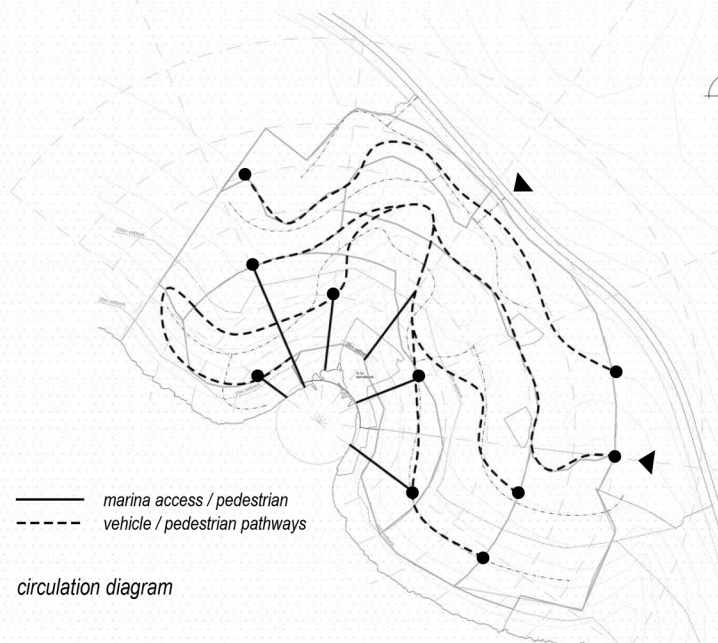 marina access / pedestrian
vehicle / pedestrian pathways
circulation diagram